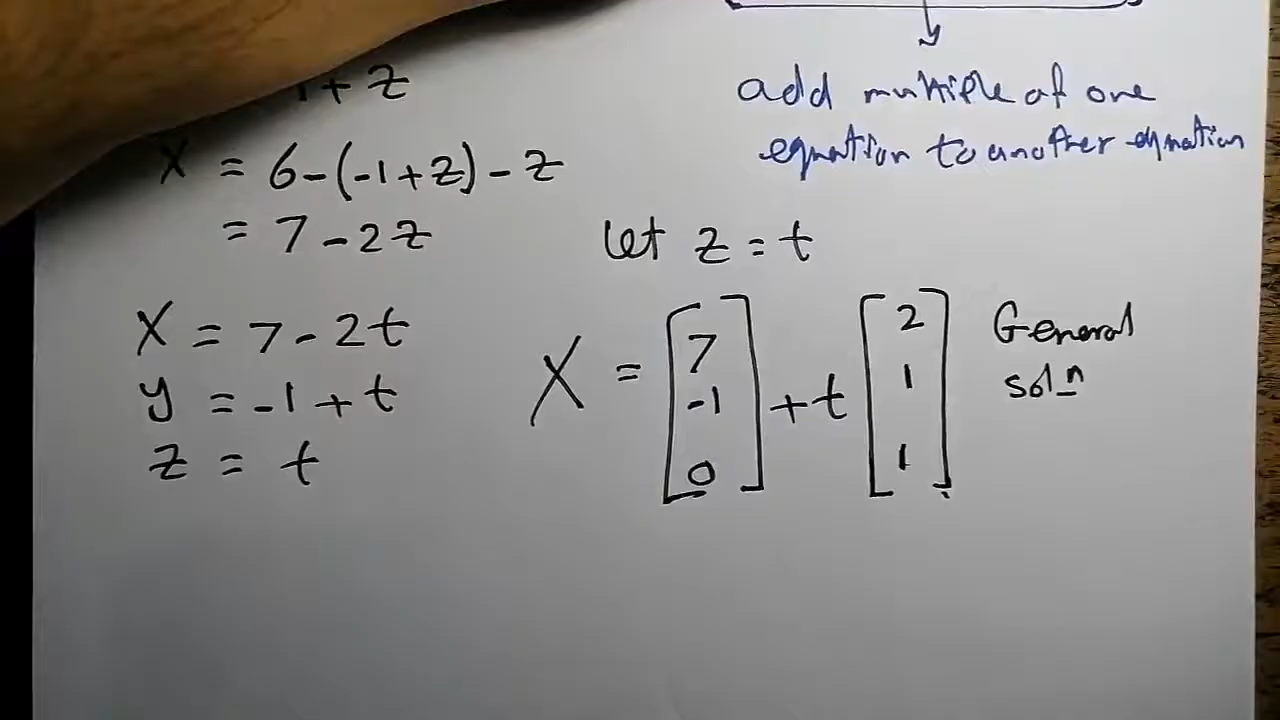 + z
x = 6-(-1+z)-z
= 7-2z
x = 7-2t
y = -1+t
z = t
add multiple of one
equation to another equation
let z = t
X = [7 -1 0] + t [2 1 1]
General
soln